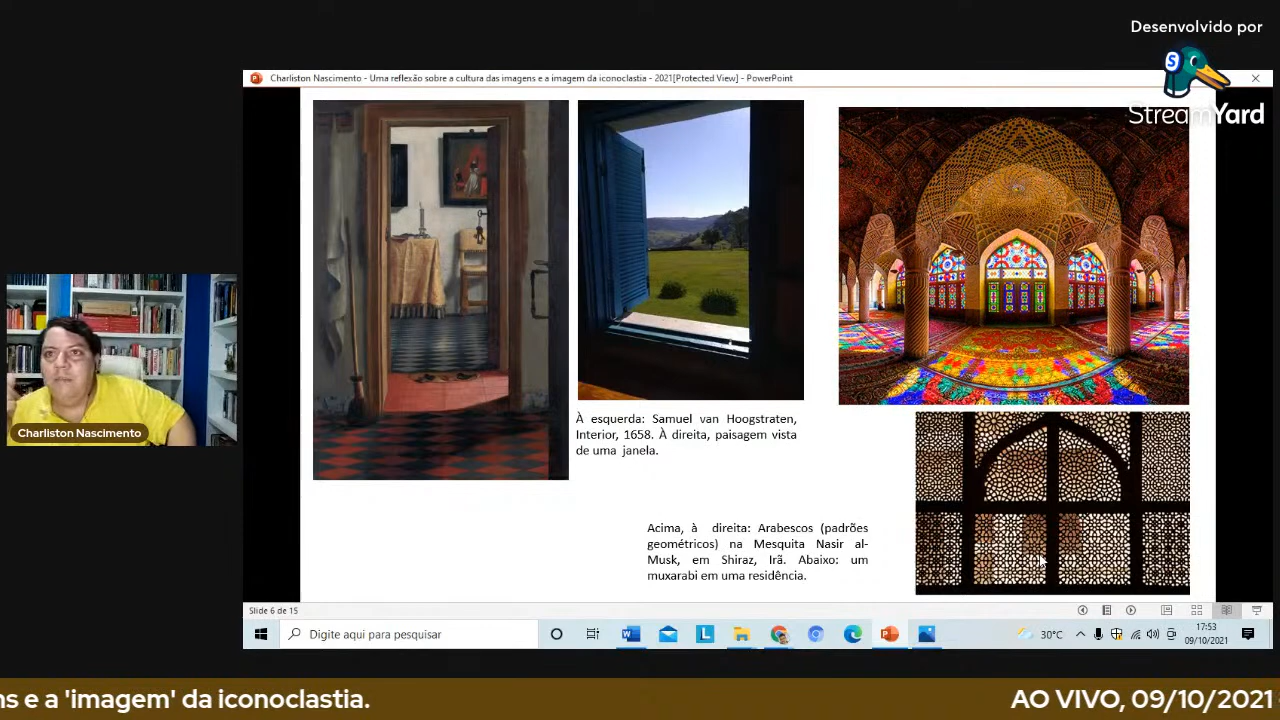 Desenvolvido por
StreamYard
Charliston Nascimento - Uma reflexão sobre a cultura das imagens e a imagem da iconoclastia - 2021[Protected View] - PowerPoint
À esquerda: Samuel van Hoogstraten,
Interior, 1658. À direita, paisagem vista
de uma janela.
Charliston Nascimento
Acima, à direita: Arabescos (padrões
geométricos) na Mesquita Nasir al-
Musk, em Shiraz, Irã. Abaixo: um
muxarabi em uma residência.
Slide 6 de 15
Digite aqui para pesquisar
30°C
17:53
09/10/2021
ns e a 'imagem' da iconoclastia.
AO VIVO, 09/10/2021